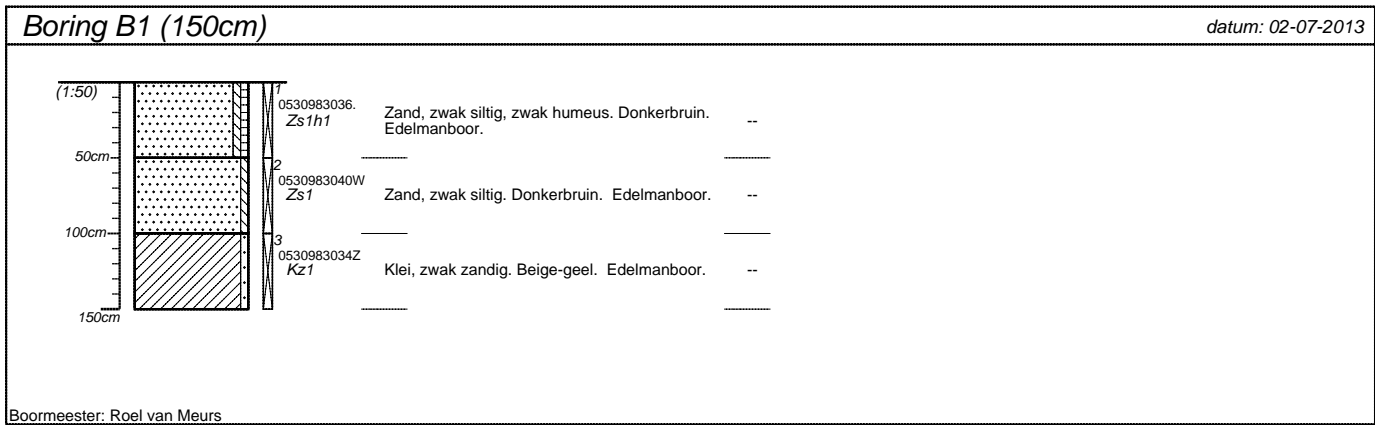 Boring B1 (150cm)
datum: 02-07-2013
(1:50)
1
0530983036.
Zs1h1
Zand, zwak siltig, zwak humeus. Donkerbruin.
Edelmanboor.
--
50cm
2
0530983040W
Zs1
Zand, zwak siltig. Donkerbruin. Edelmanboor.
--
100cm
3
0530983034Z
Kz1
Klei, zwak zandig. Beige-geel. Edelmanboor.
--
150cm
Boormeester: Roel van Meurs